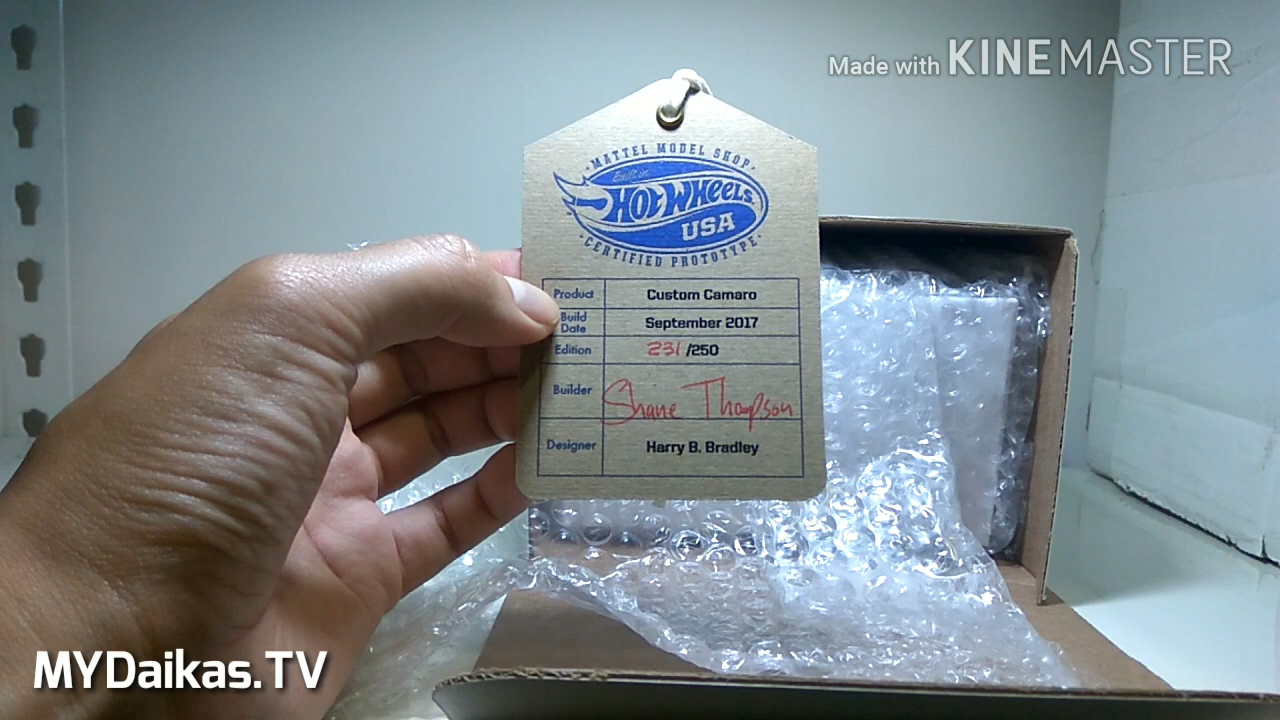 Made with KINEMASTER
·MATTEL MODEL SHOP·
Built in
HOT WHEELS
USA
·CERTIFIED PROTOTYPE·
Product Custom Camaro
Build Date September 2017
Edition 231 /250
Builder Shane Thompson
Designer Harry B. Bradley
MYDaikas.TV